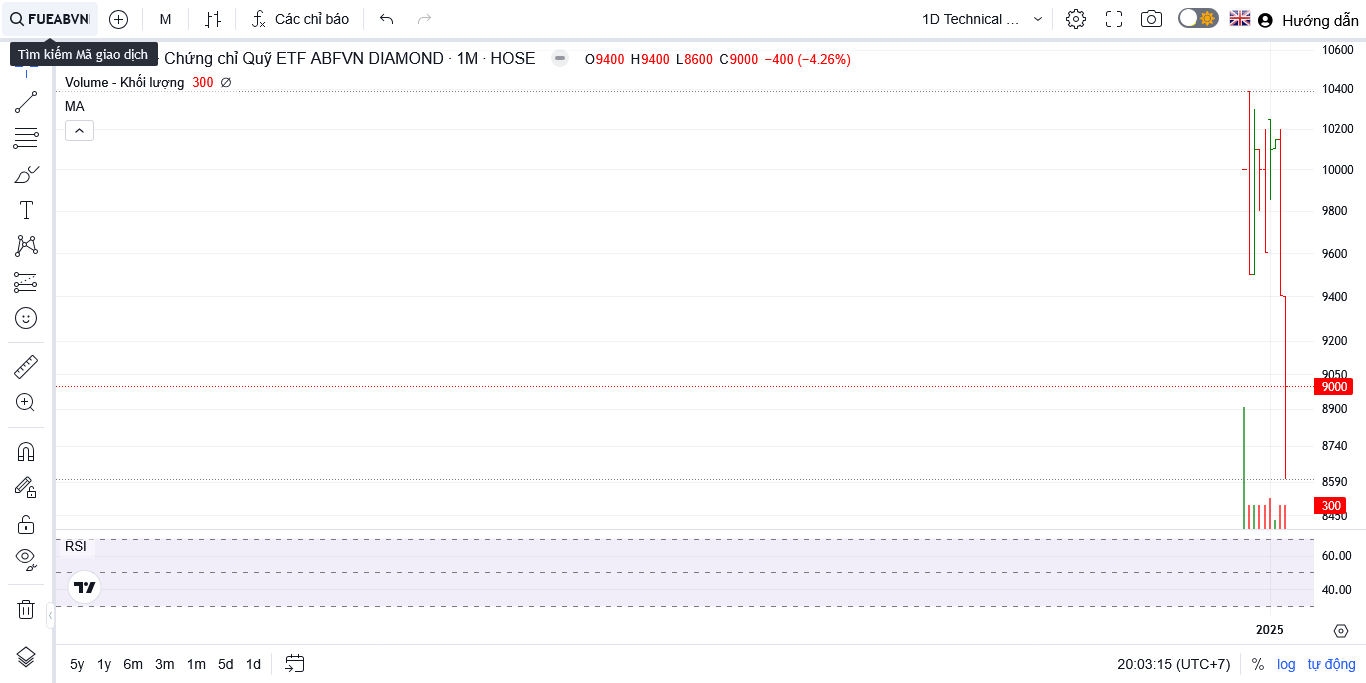 FUEABVN
M
Các chỉ báo
1D Technical ...
Hướng dẫn
Tìm kiếm Mã giao dịch
· Chứng chỉ Quỹ ETF ABFVN DIAMOND · 1M · HOSE
O9400 H9400 L8600 C9000 −400 (−4.26%)
Volume - Khối lượng 300 ∅
MA
10600
10400
10200
10000
9800
9600
9400
9200
9050
9000
8900
8740
8590
300
8450
RSI
60.00
40.00
2025
5y 1y 6m 3m 1m 5d 1d
20:03:15 (UTC+7)
% log tự động